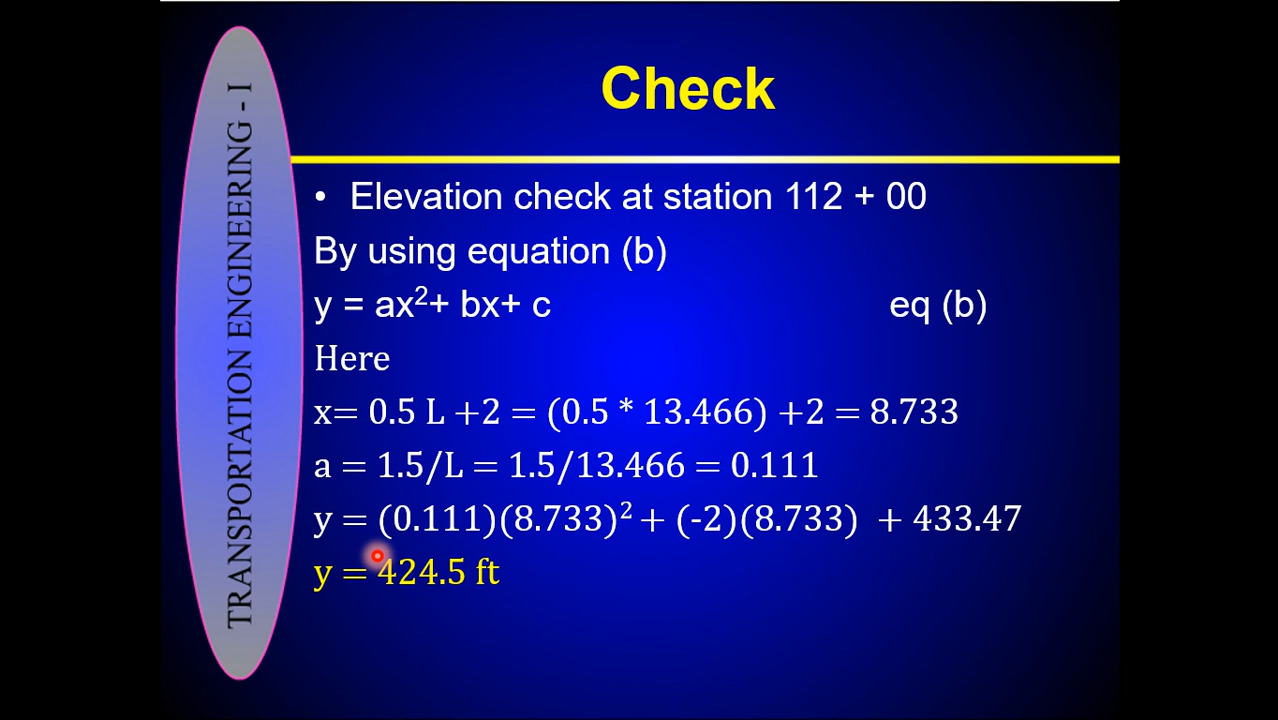 TRANSPORTATION ENGINEERING - I
Check
• Elevation check at station 112 + 00
By using equation (b)
y = ax²+ bx+ c eq (b)
Here
x= 0.5 L +2 = (0.5 * 13.466) +2 = 8.733
a = 1.5/L = 1.5/13.466 = 0.111
y = (0.111)(8.733)² + (-2)(8.733) + 433.47
y = 424.5 ft